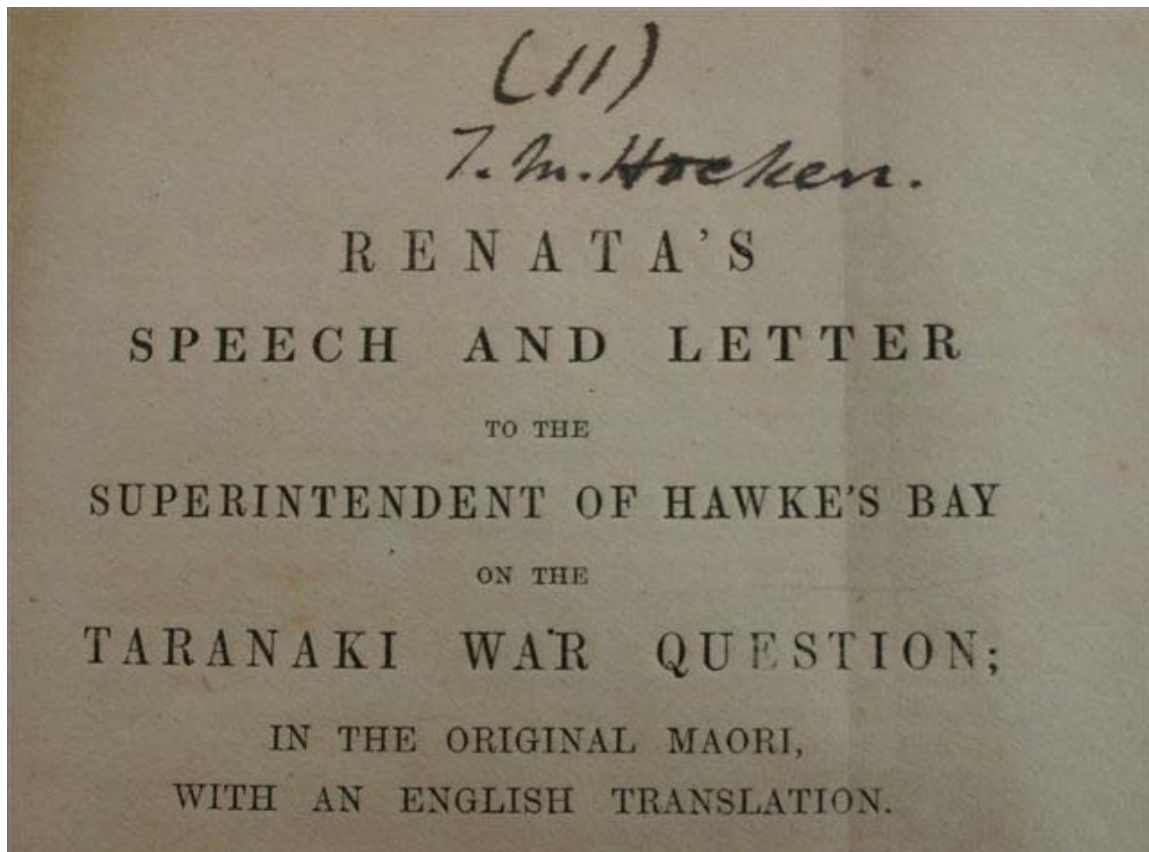 (11)
T. M. Hocken.
RENATA'S
SPEECH AND LETTER
TO THE
SUPERINTENDENT OF HAWKE'S BAY
ON THE
TARANAKI WAR QUESTION;
IN THE ORIGINAL MAORI,
WITH AN ENGLISH TRANSLATION.